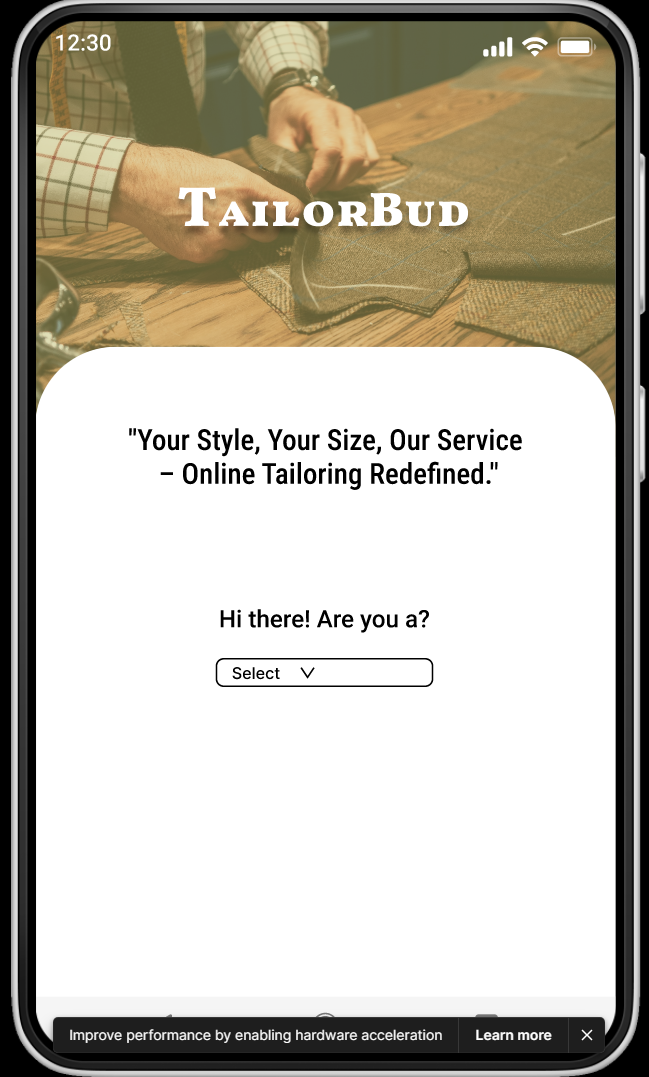 12:30
TailorBud
"Your Style, Your Size, Our Service
– Online Tailoring Redefined."
Hi there! Are you a?
Select
Improve performance by enabling hardware acceleration Learn more